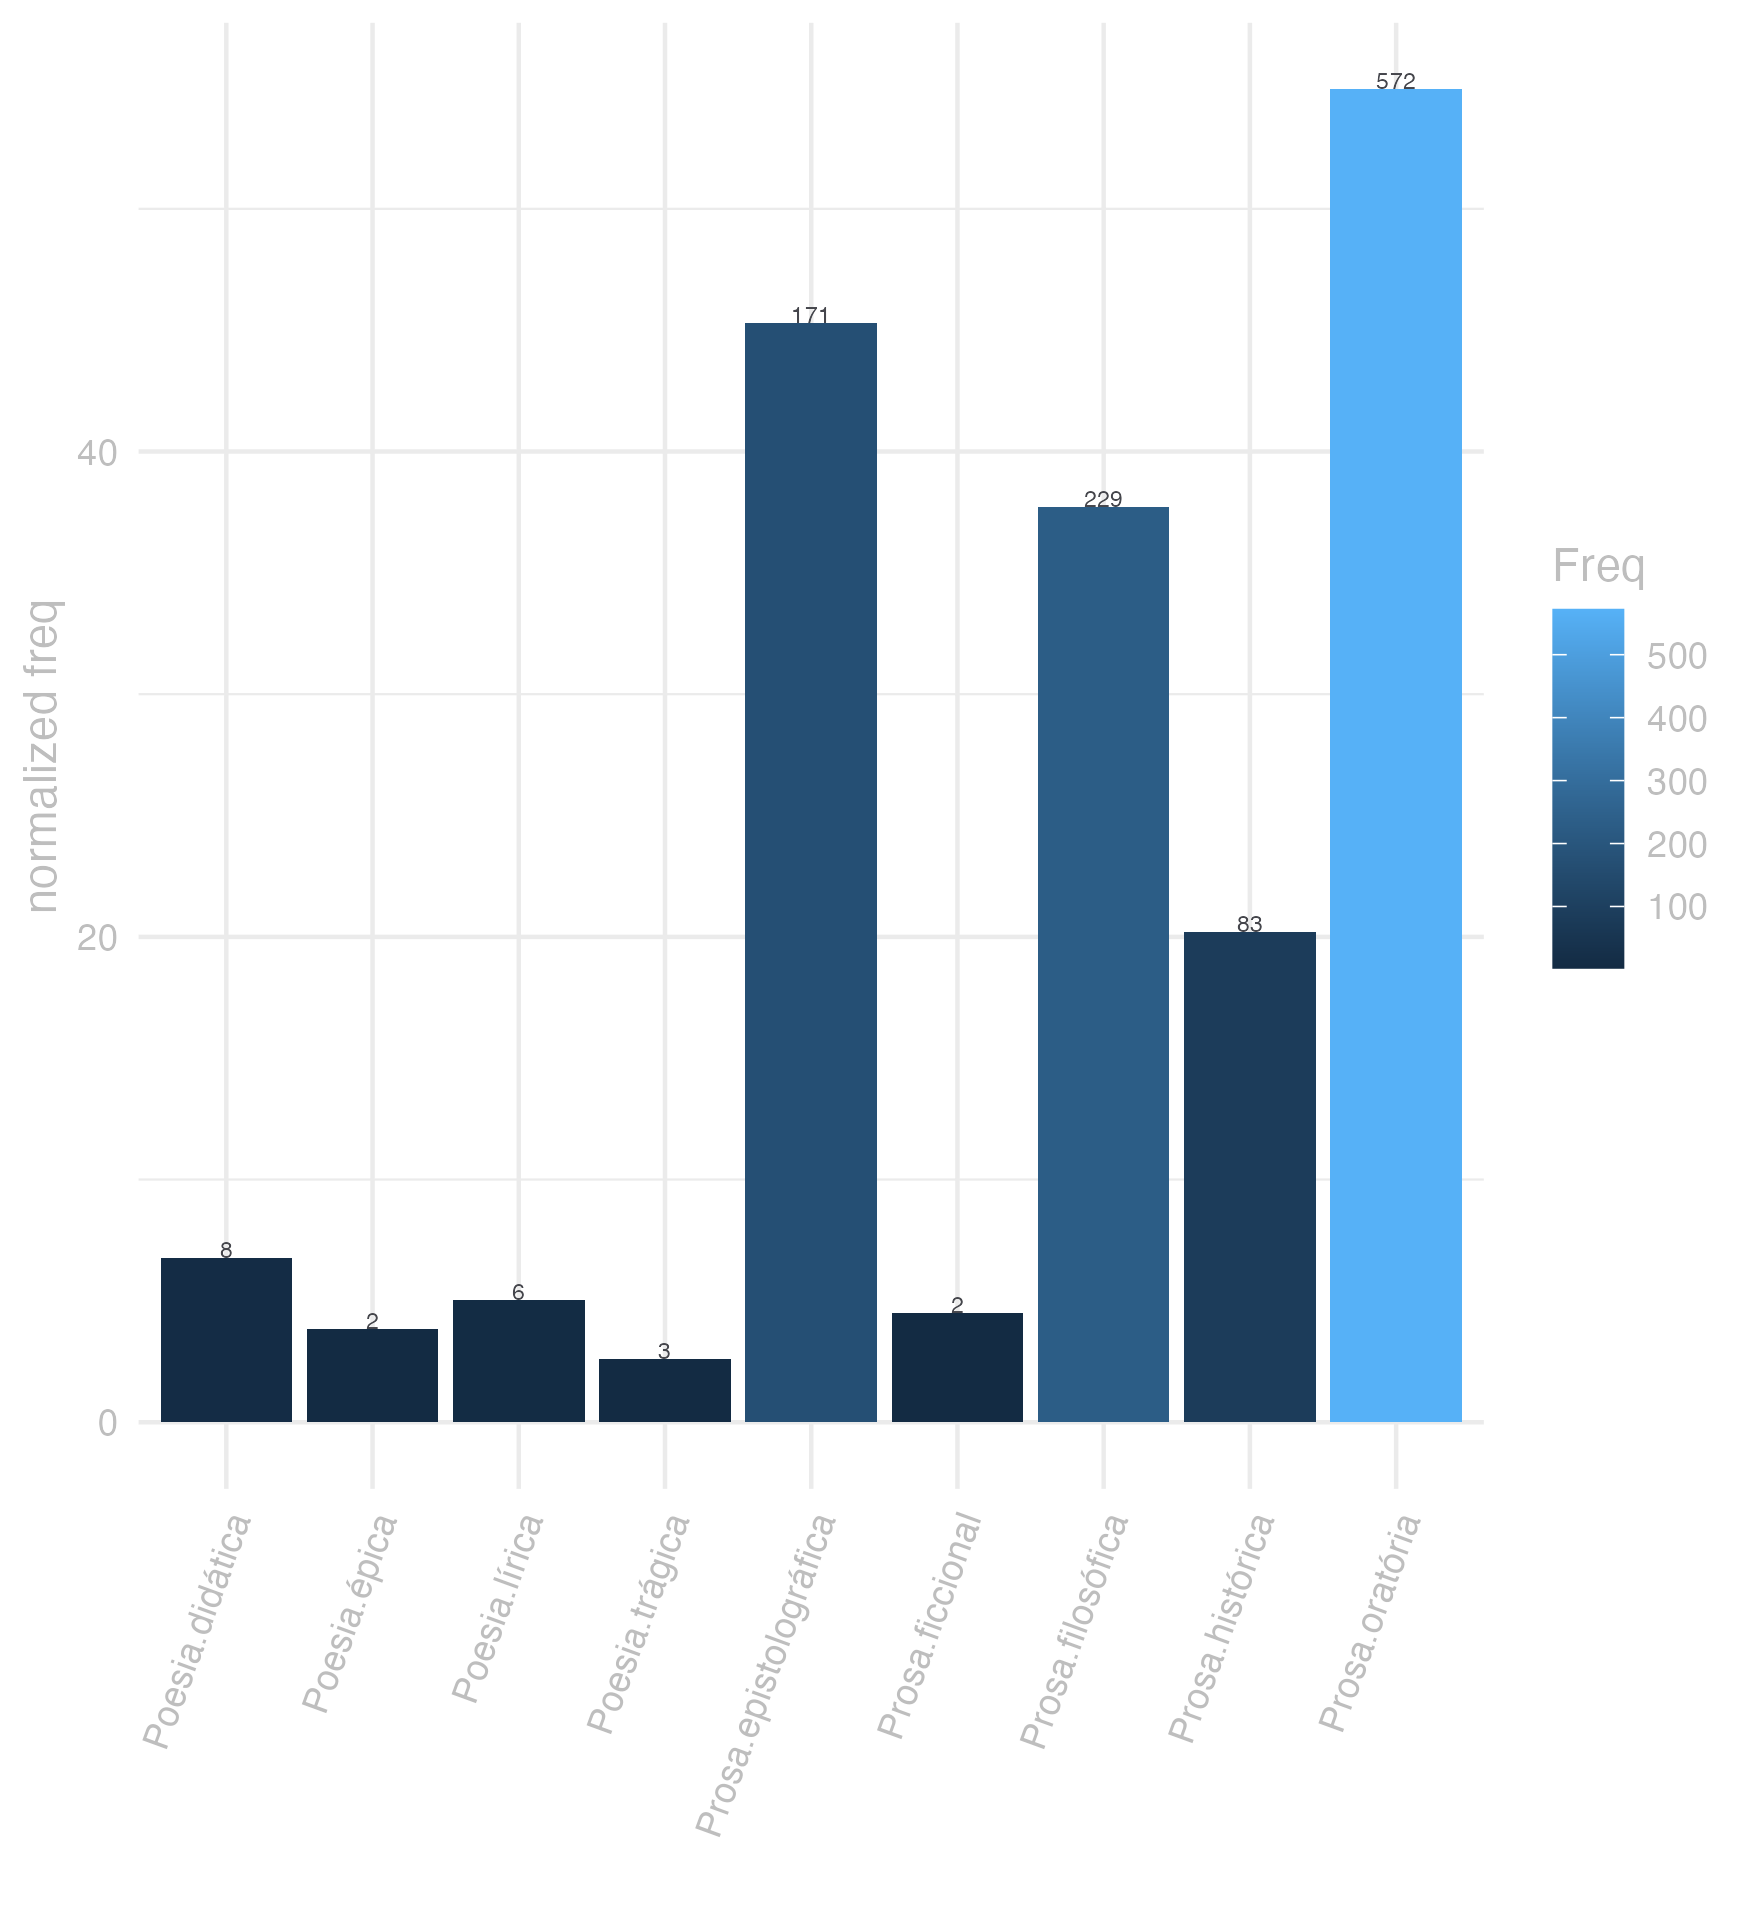 572
171
40
229
Freq
500
400
300
200
100
normalized freq
20
83
8
6
2
2
3
0
Poesia.didática
Poesia.épica
Poesia.lírica
Poesia.trágica
Prosa.epistolográfica
Prosa.ficcional
Prosa.filosófica
Prosa.histórica
Prosa.oratória